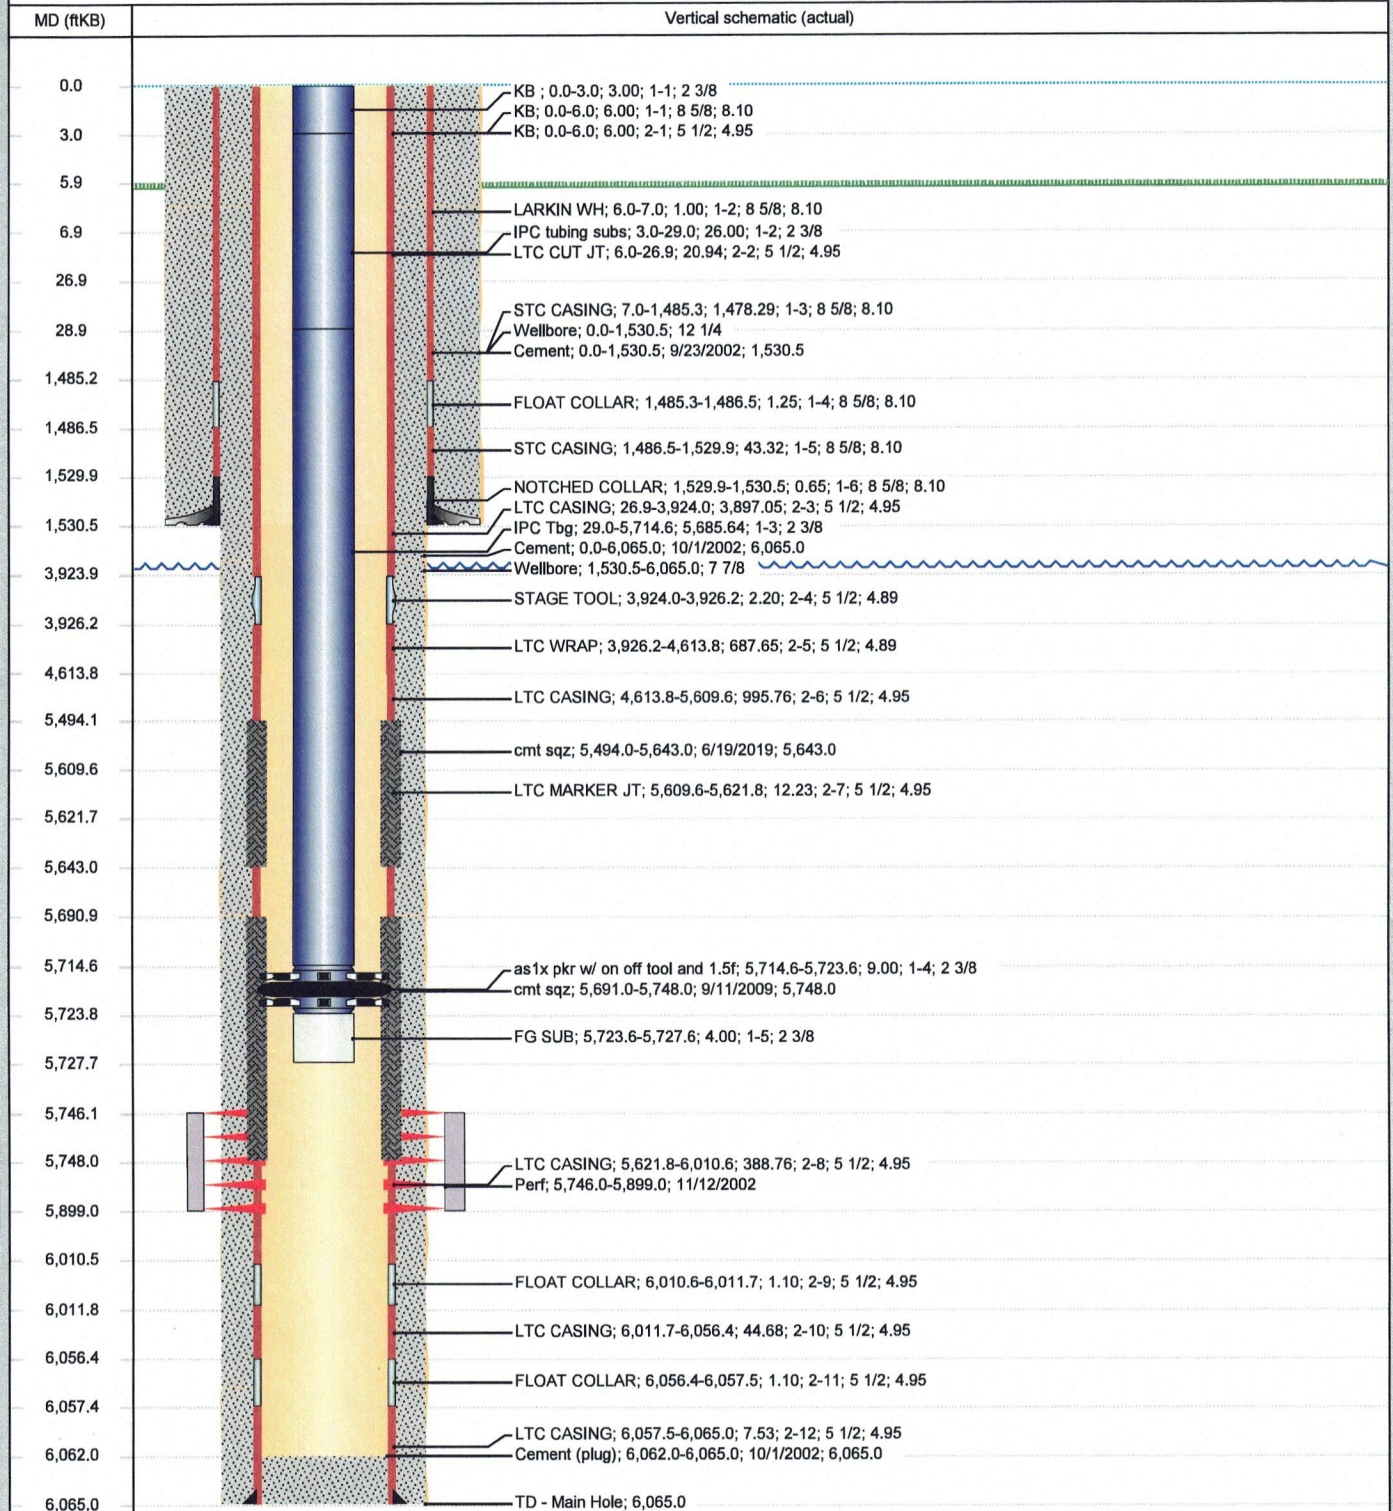 MD (ftKB)
Vertical schematic (actual)
0.0
KB ; 0.0-3.0; 3.00; 1-1; 2 3/8
KB; 0.0-6.0; 6.00; 1-1; 8 5/8; 8.10
3.0
KB; 0.0-6.0; 6.00; 2-1; 5 1/2; 4.95
5.9
LARKIN WH; 6.0-7.0; 1.00; 1-2; 8 5/8; 8.10
6.9
IPC tubing subs; 3.0-29.0; 26.00; 1-2; 2 3/8
LTC CUT JT; 6.0-26.9; 20.94; 2-2; 5 1/2; 4.95
26.9
STC CASING; 7.0-1,485.3; 1,478.29; 1-3; 8 5/8; 8.10
28.9
Wellbore; 0.0-1,530.5; 12 1/4
Cement; 0.0-1,530.5; 9/23/2002; 1,530.5
1,485.2
FLOAT COLLAR; 1,485.3-1,486.5; 1.25; 1-4; 8 5/8; 8.10
1,486.5
STC CASING; 1,486.5-1,529.9; 43.32; 1-5; 8 5/8; 8.10
1,529.9
NOTCHED COLLAR; 1,529.9-1,530.5; 0.65; 1-6; 8 5/8; 8.10
LTC CASING; 26.9-3,924.0; 3,897.05; 2-3; 5 1/2; 4.95
1,530.5
IPC Tbg; 29.0-5,714.6; 5,685.64; 1-3; 2 3/8
Cement; 0.0-6,065.0; 10/1/2002; 6,065.0
Wellbore; 1,530.5-6,065.0; 7 7/8
3,923.9
STAGE TOOL; 3,924.0-3,926.2; 2.20; 2-4; 5 1/2; 4.89
3,926.2
LTC WRAP; 3,926.2-4,613.8; 687.65; 2-5; 5 1/2; 4.89
4,613.8
LTC CASING; 4,613.8-5,609.6; 995.76; 2-6; 5 1/2; 4.95
5,494.1
cmt sqz; 5,494.0-5,643.0; 6/19/2019; 5,643.0
5,609.6
LTC MARKER JT; 5,609.6-5,621.8; 12.23; 2-7; 5 1/2; 4.95
5,621.7
5,643.0
5,690.9
5,714.6
as1x pkr w/ on off tool and 1.5f; 5,714.6-5,723.6; 9.00; 1-4; 2 3/8
cmt sqz; 5,691.0-5,748.0; 9/11/2009; 5,748.0
5,723.8
FG SUB; 5,723.6-5,727.6; 4.00; 1-5; 2 3/8
5,727.7
5,746.1
5,748.0
LTC CASING; 5,621.8-6,010.6; 388.76; 2-8; 5 1/2; 4.95
Perf; 5,746.0-5,899.0; 11/12/2002
5,899.0
6,010.5
FLOAT COLLAR; 6,010.6-6,011.7; 1.10; 2-9; 5 1/2; 4.95
6,011.8
LTC CASING; 6,011.7-6,056.4; 44.68; 2-10; 5 1/2; 4.95
6,056.4
FLOAT COLLAR; 6,056.4-6,057.5; 1.10; 2-11; 5 1/2; 4.95
6,057.4
LTC CASING; 6,057.5-6,065.0; 7.53; 2-12; 5 1/2; 4.95
6,062.0
Cement (plug); 6,062.0-6,065.0; 10/1/2002; 6,065.0
6,065.0
TD - Main Hole; 6,065.0